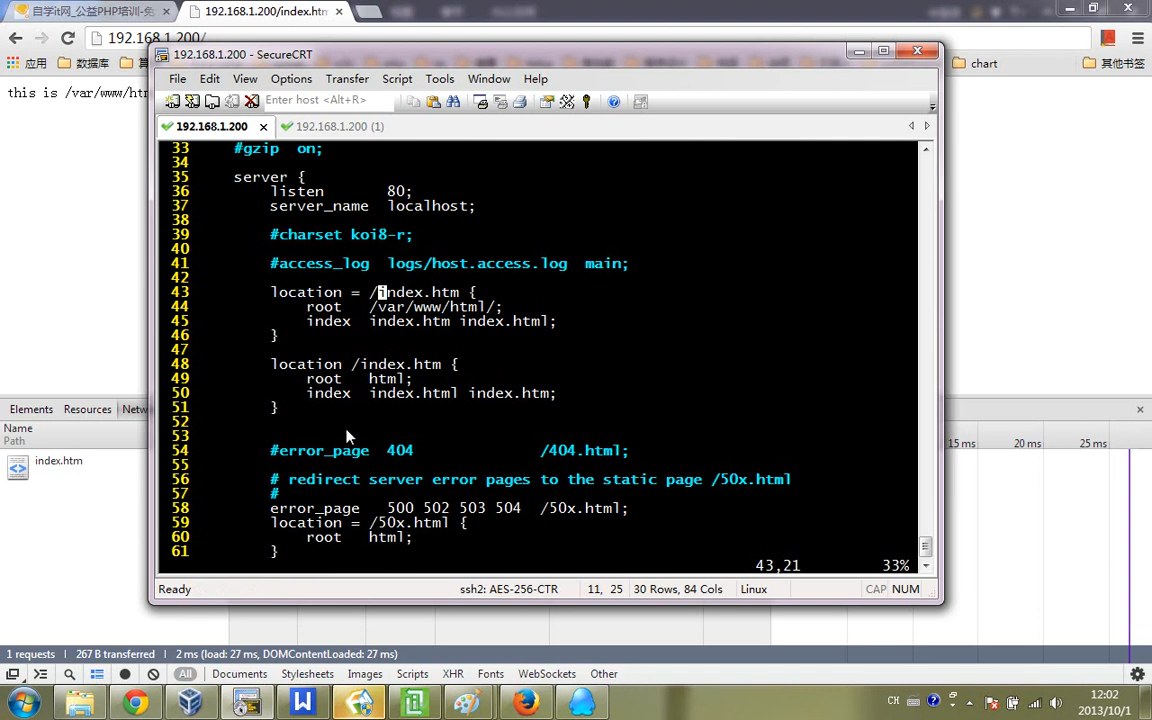 自学it网_公益PHP培训-免
192.168.1.200/index.htm
192.168.1.200/
应用
数据库
chart
其他书签
this is /var/www/htm
192.168.1.200 - SecureCRT
File Edit View Options Transfer Script Tools Window Help
Enter host <Alt+R>
192.168.1.200
192.168.1.200 (1)
33 #gzip on;
34
35 server {
36 listen 80;
37 server_name localhost;
38
39 #charset koi8-r;
40
41 #access_log logs/host.access.log main;
42
43 location = /index.htm {
44 root /var/www/html/;
45 index index.htm index.html;
46 }
47
48 location /index.htm {
49 root html;
50 index index.html index.htm;
51 }
52
53
54 #error_page 404 /404.html;
55
56 # redirect server error pages to the static page /50x.html
57 #
58 error_page 500 502 503 504 /50x.html;
59 location = /50x.html {
60 root html;
61 }
43,21 33%
Ready ssh2: AES-256-CTR 11, 25 30 Rows, 84 Cols Linux CAP NUM
Elements Resources Netw
Name
Path
15 ms 20 ms 25 ms
index.htm
1 requests | 267 B transferred | 2 ms (load: 27 ms, DOMContentLoaded: 27 ms)
All Documents Stylesheets Images Scripts XHR Fonts WebSockets Other
CH
12:02
2013/10/1